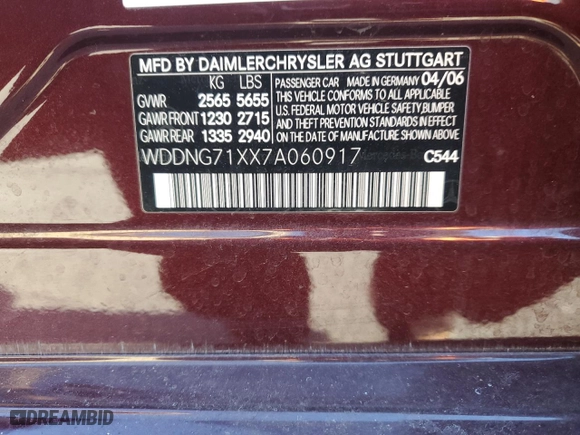 MFD BY DAIMLERCHRYSLER AG STUTTGART
KG LBS PASSENGER CAR MADE IN GERMANY 04/06
GVWR 2565 5655 THIS VEHICLE CONFORMS TO ALL APPLICABLE
GAWR FRONT 1230 2715 U.S. FEDERAL MOTOR VEHICLE SAFETY,BUMPER
GAWR REAR 1335 2940 AND THEFT PREVENTION STANDARDS IN EFFECT
ON THE DATE OF MANUFACTURE SHOWN ABOVE.
WDDNG71XX7A060917 C544
DREAMBID